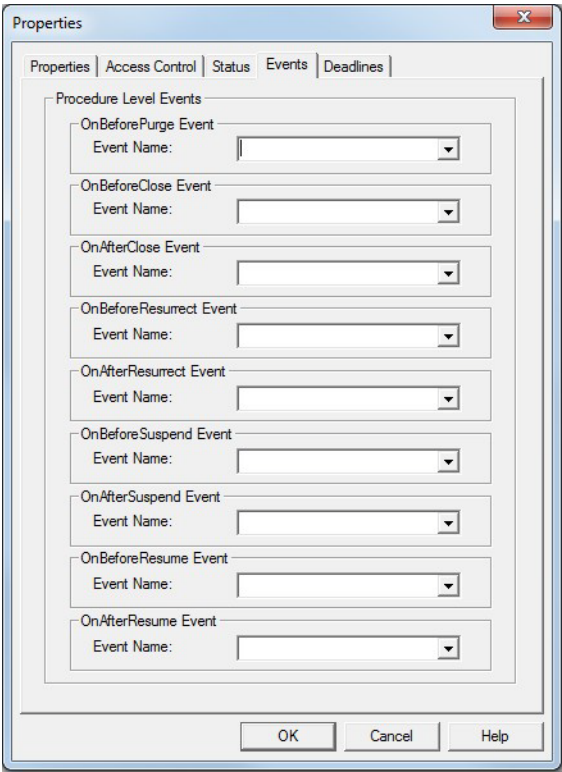 Properties
Properties Access Control Status Events Deadlines
Procedure Level Events
OnBeforePurge Event
Event Name:
OnBeforeClose Event
Event Name:
OnAfterClose Event
Event Name:
OnBeforeResurrect Event
Event Name:
OnAfterResurrect Event
Event Name:
OnBeforeSuspend Event
Event Name:
OnAfterSuspend Event
Event Name:
OnBeforeResume Event
Event Name:
OnAfterResume Event
Event Name:
OK Cancel Help